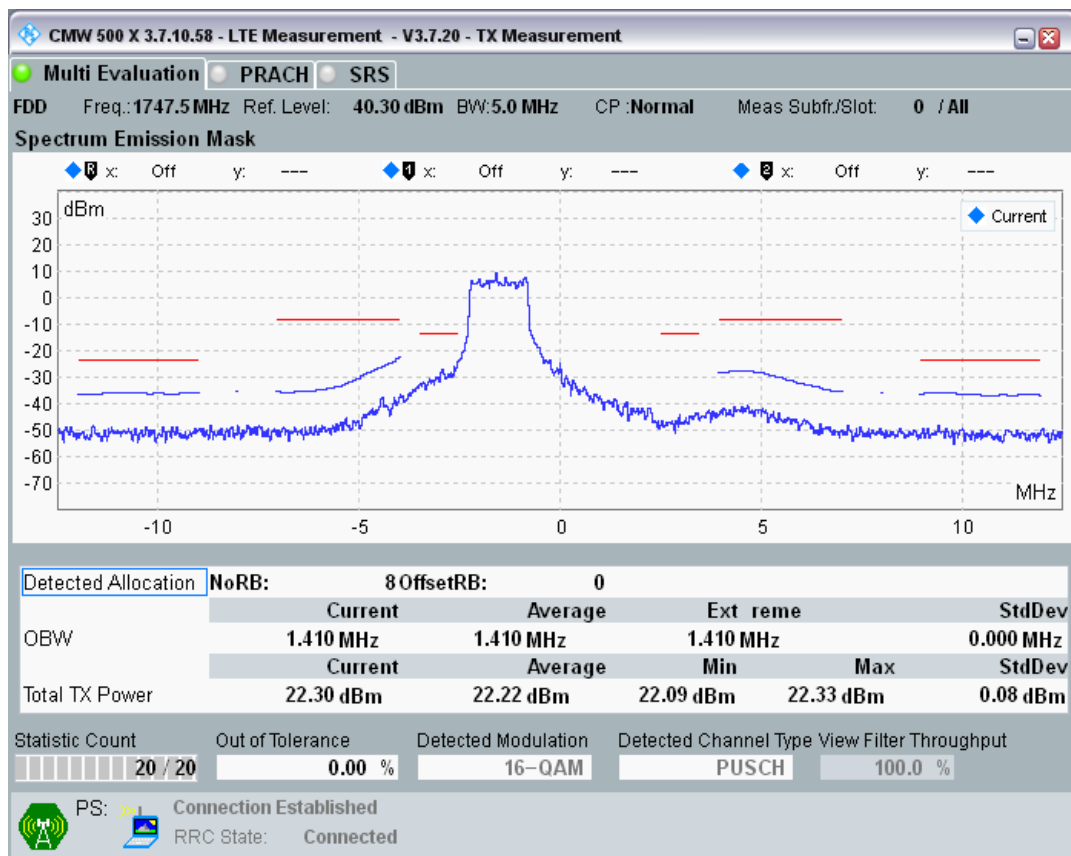 CMW 500 X 3.7.10.58 - LTE Measurement - V3.7.20 - TX Measurement
Multi Evaluation PRACH SRS
FDD Freq.: 1747.5 MHz Ref. Level: 40.30 dBm BW: 5.0 MHz CP : Normal Meas Subfr./Slot: 0 / All
Spectrum Emission Mask
R x: Off y: --- 1 x: Off y: --- 2 x: Off y: ---
dBm
Current
30
20
10
0
-10
-20
-30
-40
-50
-60
-70
MHz
-10 -5 0 5 10
Detected Allocation NoRB: 8 OffsetRB: 0
Current Average Ext reme StdDev
OBW 1.410 MHz 1.410 MHz 1.410 MHz 0.000 MHz
Current Average Min Max StdDev
Total TX Power 22.30 dBm 22.22 dBm 22.09 dBm 22.33 dBm 0.08 dBm
Statistic Count Out of Tolerance Detected Modulation Detected Channel Type View Filter Throughput
20 / 20 0.00 % 16-QAM PUSCH 100.0 %
PS: Connection Established
RRC State: Connected